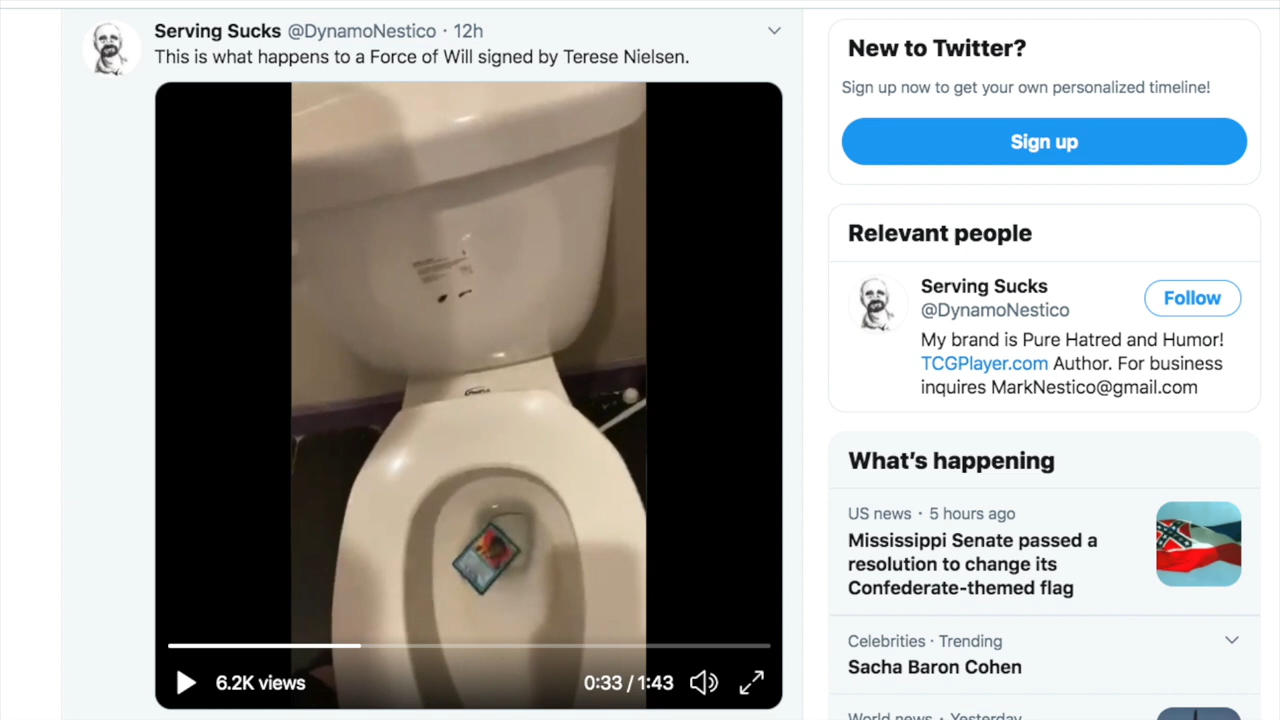 Serving Sucks @DynamoNestico · 12h
This is what happens to a Force of Will signed by Terese Nielsen.
6.2K views
0:33 / 1:43
New to Twitter?
Sign up now to get your own personalized timeline!
Sign up
Relevant people
Serving Sucks
@DynamoNestico
Follow
My brand is Pure Hatred and Humor!
TCGPlayer.com Author. For business
inquires MarkNestico@gmail.com
What's happening
US news · 5 hours ago
Mississippi Senate passed a
resolution to change its
Confederate-themed flag
Celebrities · Trending
Sacha Baron Cohen
World news · Yesterday